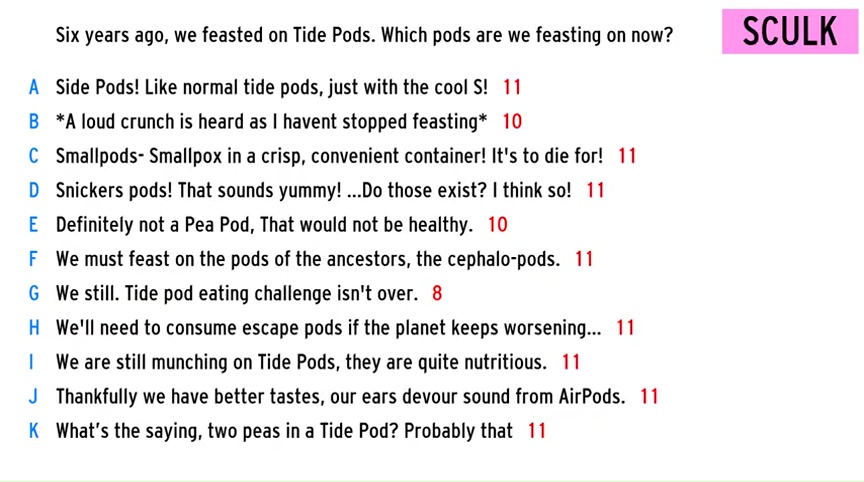 Six years ago, we feasted on Tide Pods. Which pods are we feasting on now?
SCULK
A Side Pods! Like normal tide pods, just with the cool S! 11
B *A loud crunch is heard as I havent stopped feasting* 10
C Smallpods- Smallpox in a crisp, convenient container! It's to die for! 11
D Snickers pods! That sounds yummy! ...Do those exist? I think so! 11
E Definitely not a Pea Pod, That would not be healthy. 10
F We must feast on the pods of the ancestors, the cephalo-pods. 11
G We still. Tide pod eating challenge isn't over. 8
H We'll need to consume escape pods if the planet keeps worsening... 11
I We are still munching on Tide Pods, they are quite nutritious. 11
J Thankfully we have better tastes, our ears devour sound from AirPods. 11
K What's the saying, two peas in a Tide Pod? Probably that 11